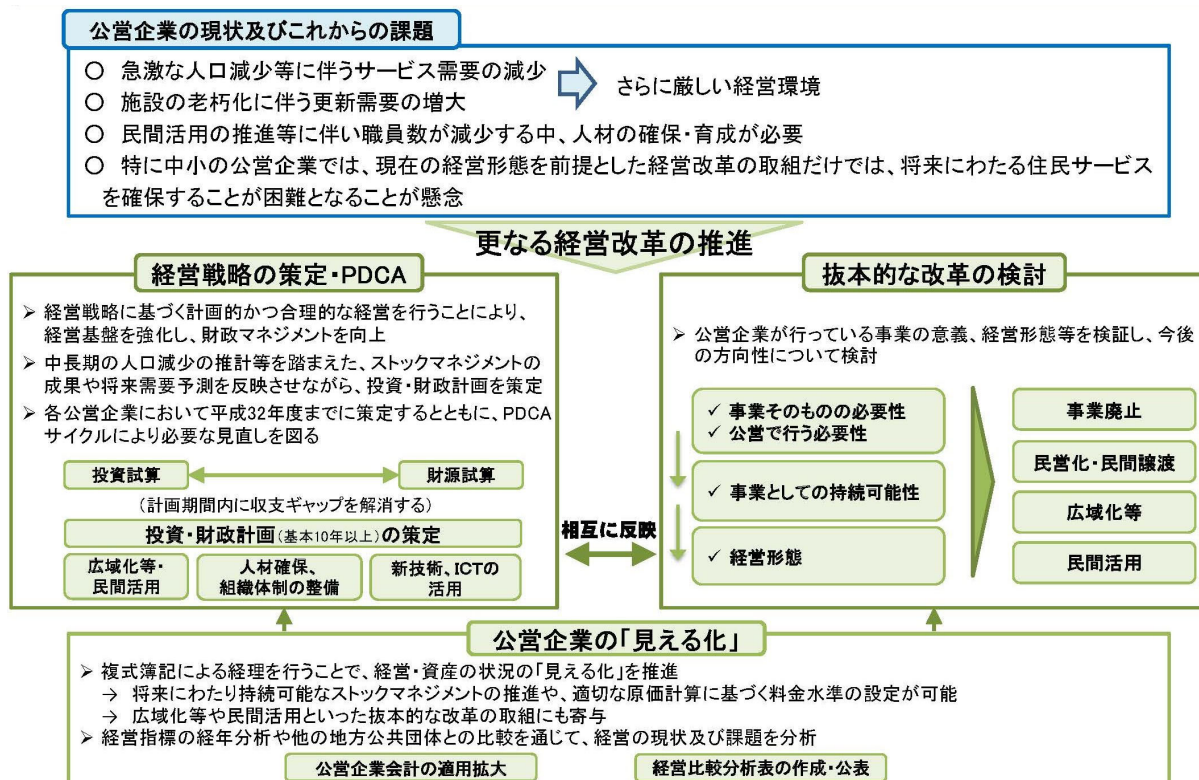 公営企業の現状及びこれからの課題
○ 急激な人口減少等に伴うサービス需要の減少
○ 施設の老朽化に伴う更新需要の増大
さらに厳しい経営環境
○ 民間活用の推進等に伴い職員数が減少する中、人材の確保・育成が必要
○ 特に中小の公営企業では、現在の経営形態を前提とした経営改革の取組だけでは、将来にわたる住民サービス
を確保することが困難となることが懸念
更なる経営改革の推進
経営戦略の策定・PDCA
➢ 経営戦略に基づく計画的かつ合理的な経営を行うことにより、
経営基盤を強化し、財政マネジメントを向上
➢ 中長期の人口減少の推計等を踏まえた、ストックマネジメントの
成果や将来需要予測を反映させながら、投資・財政計画を策定
➢ 各公営企業において平成32年度までに策定するとともに、PDCA
サイクルにより必要な見直しを図る
投資試算
財源試算
(計画期間内に収支ギャップを解消する)
投資・財政計画(基本10年以上)の策定
広域化等・
民間活用
人材確保、
組織体制の整備
新技術、ICTの
活用
相互に反映
抜本的な改革の検討
➢ 公営企業が行っている事業の意義、経営形態等を検証し、今後
の方向性について検討
✓ 事業そのものの必要性
✓ 公営で行う必要性
✓ 事業としての持続可能性
✓ 経営形態
事業廃止
民営化・民間譲渡
広域化等
民間活用
公営企業の「見える化」
➢ 複式簿記による経理を行うことで、経営・資産の状況の「見える化」を推進
→ 将来にわたり持続可能なストックマネジメントの推進や、適切な原価計算に基づく料金水準の設定が可能
→ 広域化等や民間活用といった抜本的な改革の取組にも寄与
➢ 経営指標の経年分析や他の地方公共団体との比較を通じて、経営の現状及び課題を分析
公営企業会計の適用拡大
経営比較分析表の作成・公表